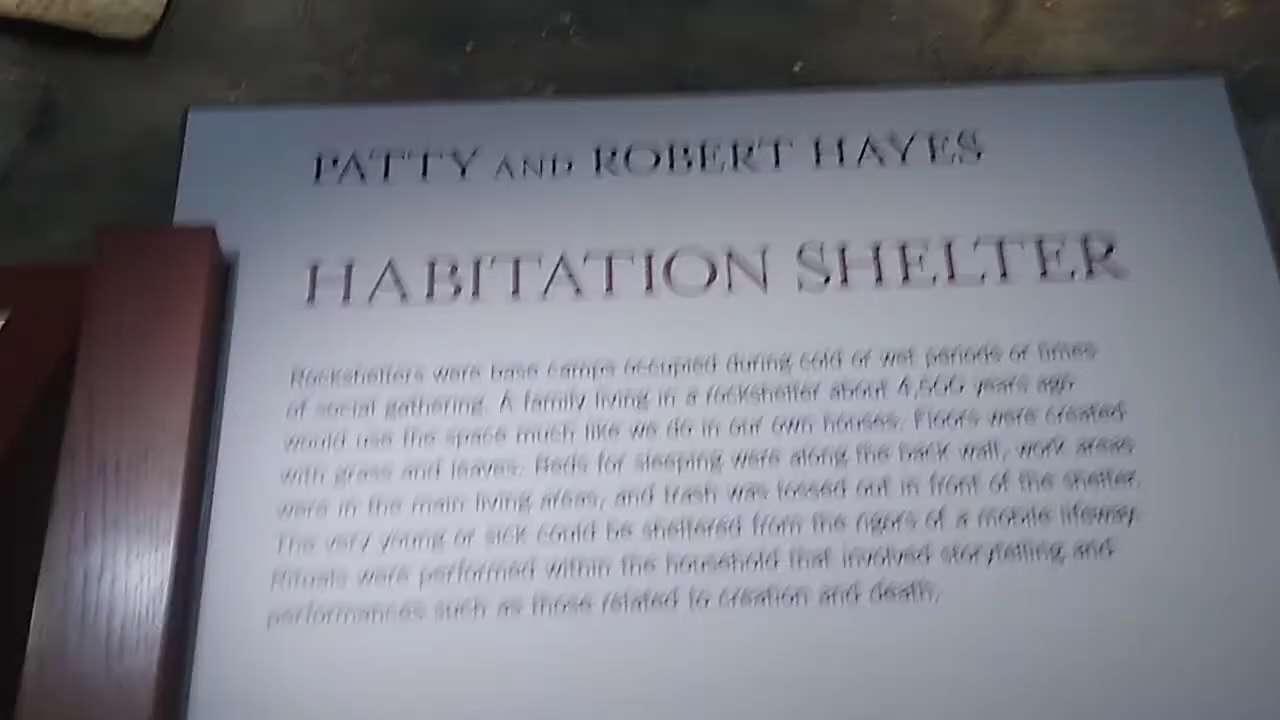 PATTY AND ROBERT HAYES
HABITATION SHELTER
Rockshelters were base camps occupied during cold or wet periods or times
of social gathering. A family living in a rockshelter about 4,500 years ago
would use the space much like we do in our own houses. Floors were created
with grass and leaves. Beds for sleeping were along the back wall, work areas
were in the main living areas, and trash was tossed out in front of the shelter.
The very young or sick could be sheltered from the rigors of a mobile lifeway.
Rituals were performed within the household that involved storytelling and
performances such as those related to creation and death.